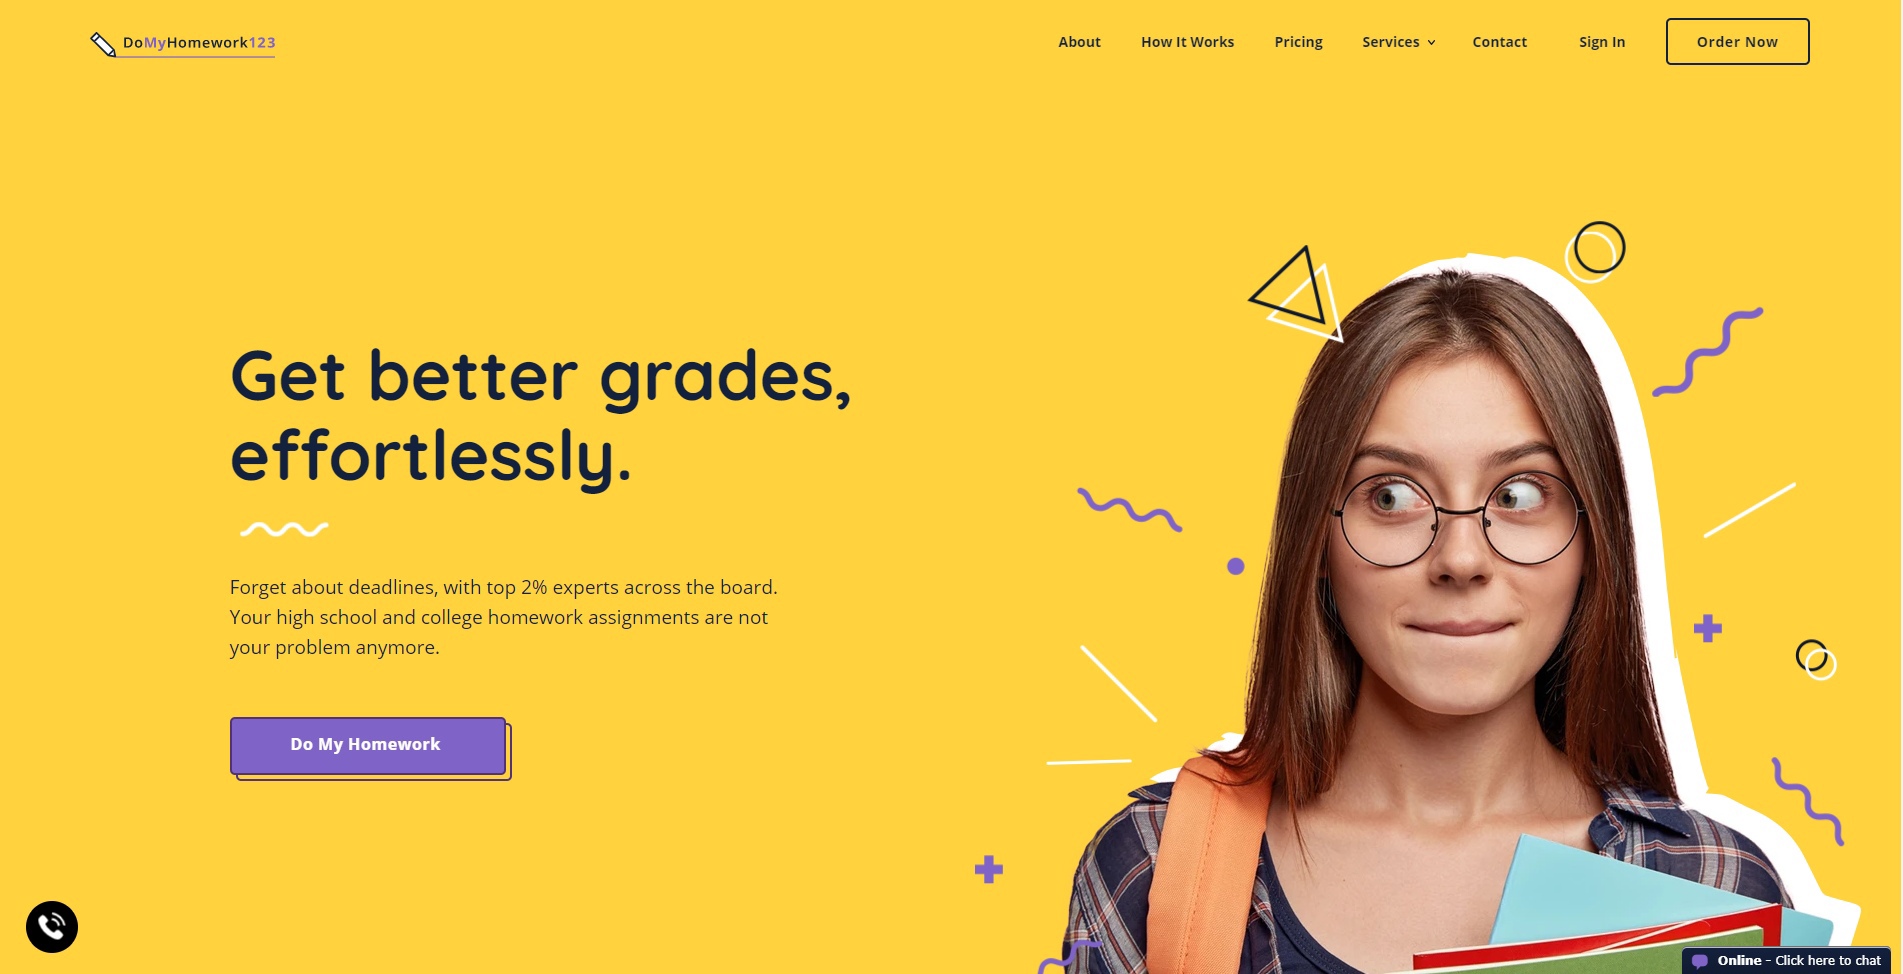 DoMyHomework123
About
How It Works
Pricing
Services
Contact
Sign In
Order Now
Get better grades,
effortlessly.
Forget about deadlines, with top 2% experts across the board.
Your high school and college homework assignments are not
your problem anymore.
Do My Homework
Online - Click here to chat